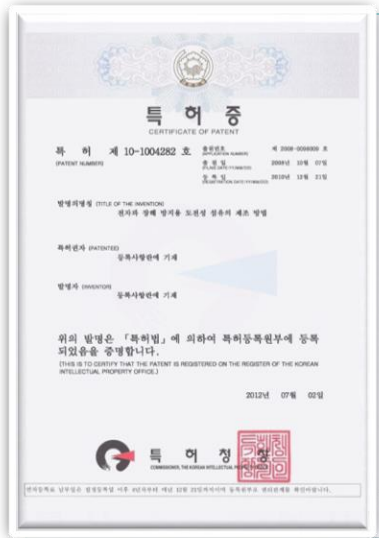 특 허 증
CERTIFICATE OF PATENT
특 허 제 10-1004282 호
(PATENT NUMBER)
출원번호 제 2008-0098909 호
(APPLICATION NUMBER)
출 원 일 2008년 10월 07일
(FILING DATE:YY/MM/DD)
등 록 일 2010년 12월 21일
(REGISTRATION DATE:YY/MM/DD)
발명의명칭 (TITLE OF THE INVENTION)
전자파 장해 방지용 도전성 섬유의 제조 방법
특허권자 (PATENTEE)
등록사항란에 기재
발명자 (INVENTOR)
등록사항란에 기재
위의 발명은 「특허법」에 의하여 특허등록원부에 등록
되었음을 증명합니다.
(THIS IS TO CERTIFY THAT THE PATENT IS REGISTERED ON THE REGISTER OF THE KOREAN
INTELLECTUAL PROPERTY OFFICE.)
2012년 07월 02일
특 허 청 장
COMMISSIONER, THE KOREAN INTELLECTUAL